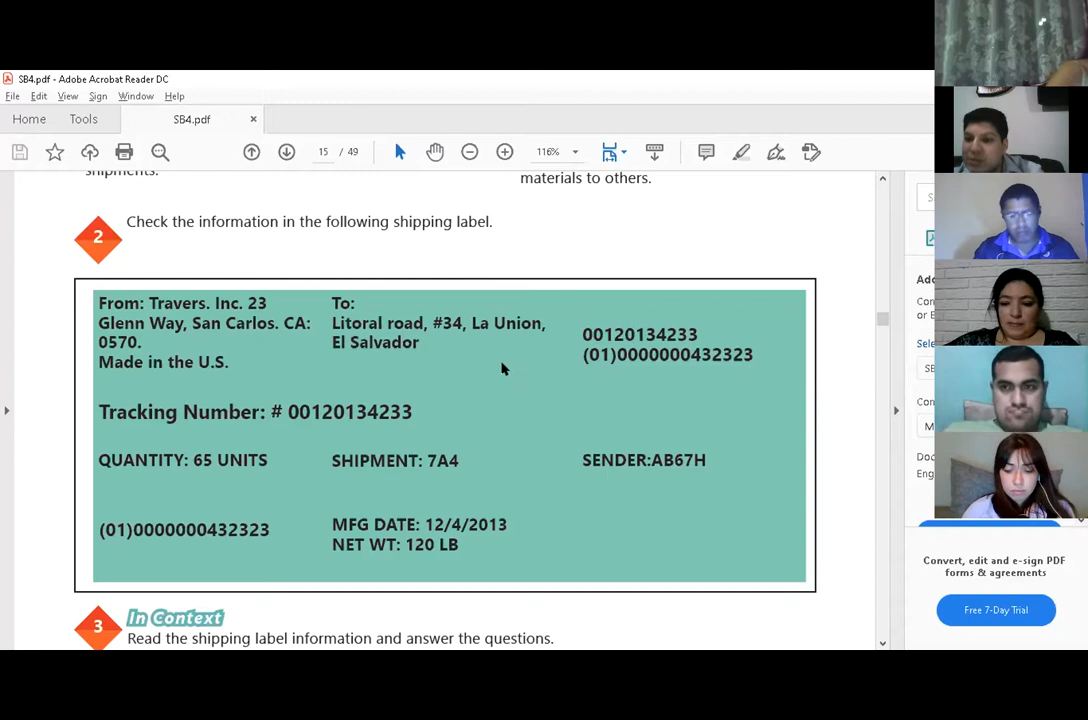 SB4.pdf - Adobe Acrobat Reader DC
File Edit View Sign Window Help
Home Tools SB4.pdf ×
15 / 49 116%
shipments.
materials to others.
2 Check the information in the following shipping label.
From: Travers. Inc. 23
Glenn Way, San Carlos. CA:
0570.
Made in the U.S.
To:
Litoral road, #34, La Union,
El Salvador
00120134233
(01)0000000432323
Tracking Number: # 00120134233
QUANTITY: 65 UNITS SHIPMENT: 7A4 SENDER:AB67H
(01)0000000432323
MFG DATE: 12/4/2013
NET WT: 120 LB
3 In Context
Read the shipping label information and answer the questions.
Convert, edit and e-sign PDF
forms & agreements
Free 7-Day Trial